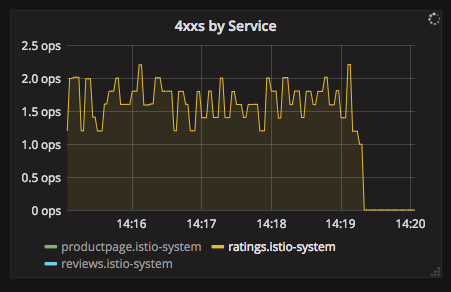 4xxs by Service
2.5 ops
2.0 ops
1.5 ops
1.0 ops
0.5 ops
0 ops
14:16 14:17 14:18 14:19 14:20
productpage.istio-system ratings.istio-system
reviews.istio-system